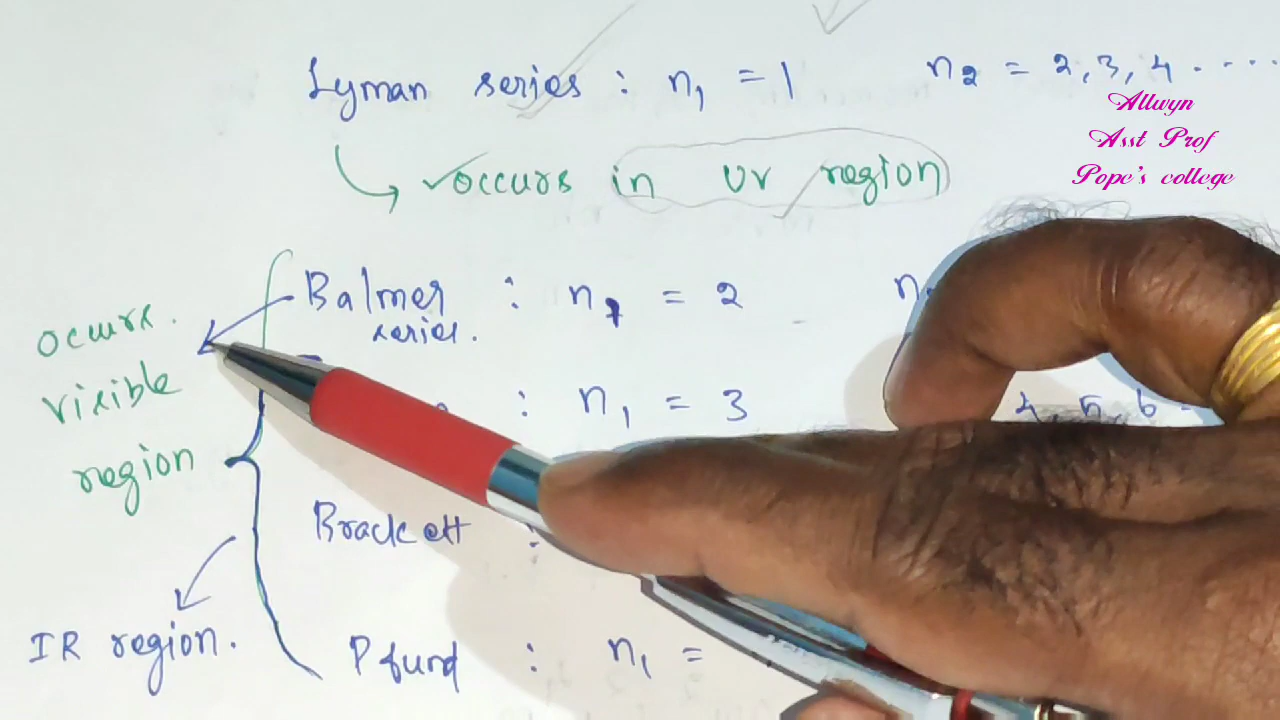 Lyman series : n₁ = 1 n₂ = 2, 3, 4 . . . .
Allwyn
Asst Prof
Pope's college
occurs in UV region
Balmer : n₁ = 2 n
series.
occurs.
visible
region
: n₁ = 3 4, 5, 6 -
Brackett :
IR region.
Pfund : n₁ =